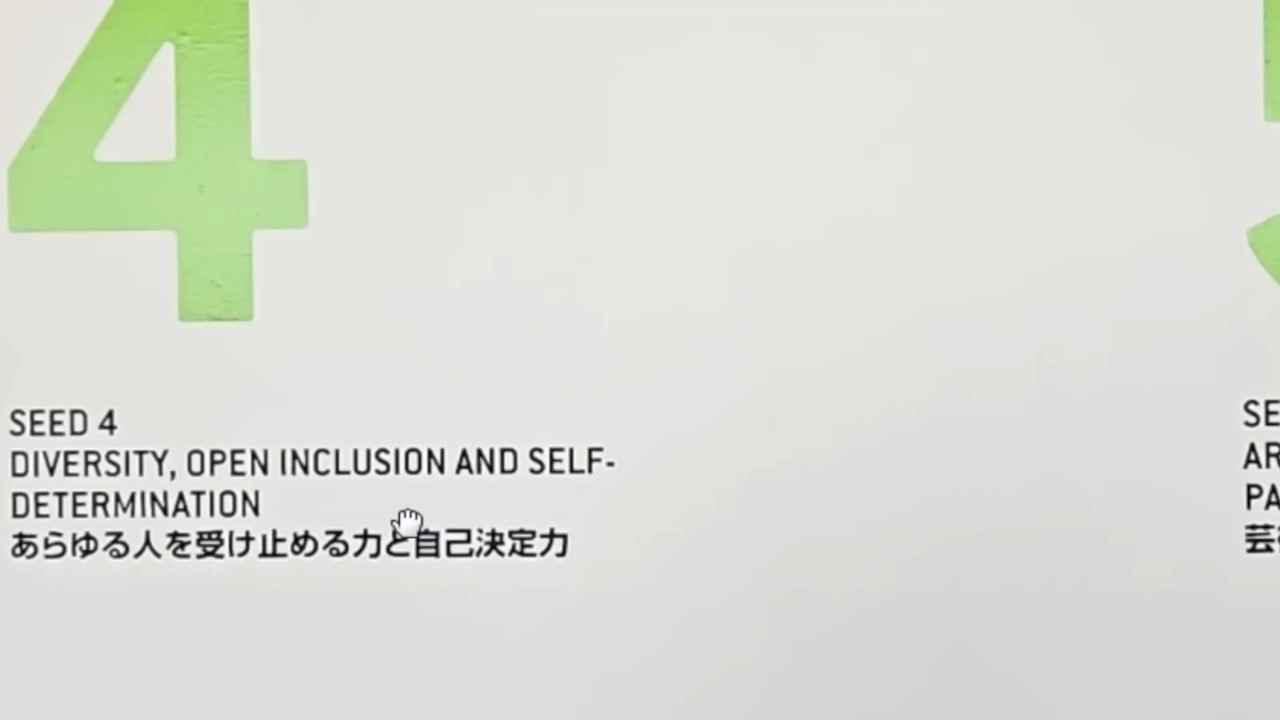 4
SEED 4
DIVERSITY, OPEN INCLUSION AND SELF-
DETERMINATION
あらゆる人を受け止める力と自己決定力